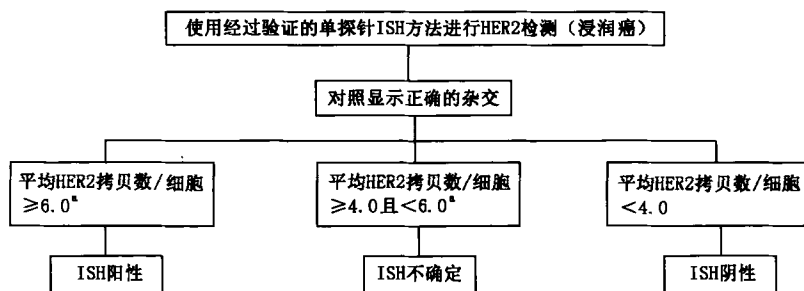 使用经过验证的单探针ISH方法进行HER2检测（浸润癌）
对照显示正确的杂交
平均HER2拷贝数/细胞
≥6.0ª
平均HER2拷贝数/细胞
≥4.0且<6.0ª
平均HER2拷贝数/细胞
<4.0
ISH阳性
ISH不确定
ISH阴性